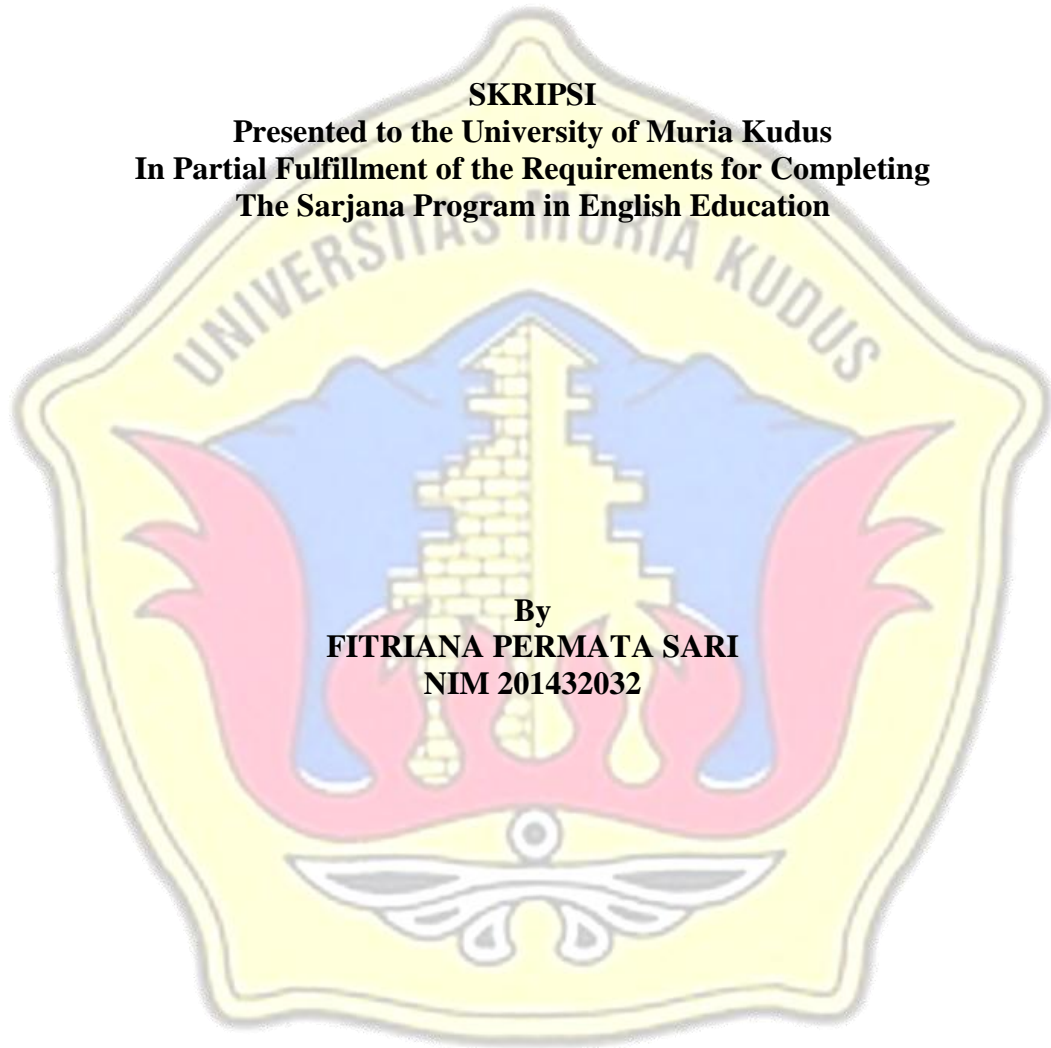 SKRIPSI
Presented to the University of Muria Kudus
In Partial Fulfillment of the Requirements for Completing
The Sarjana Program in English Education
UNIVERSITAS MURIA KUDUS
By
FITRIANA PERMATA SARI
NIM 201432032